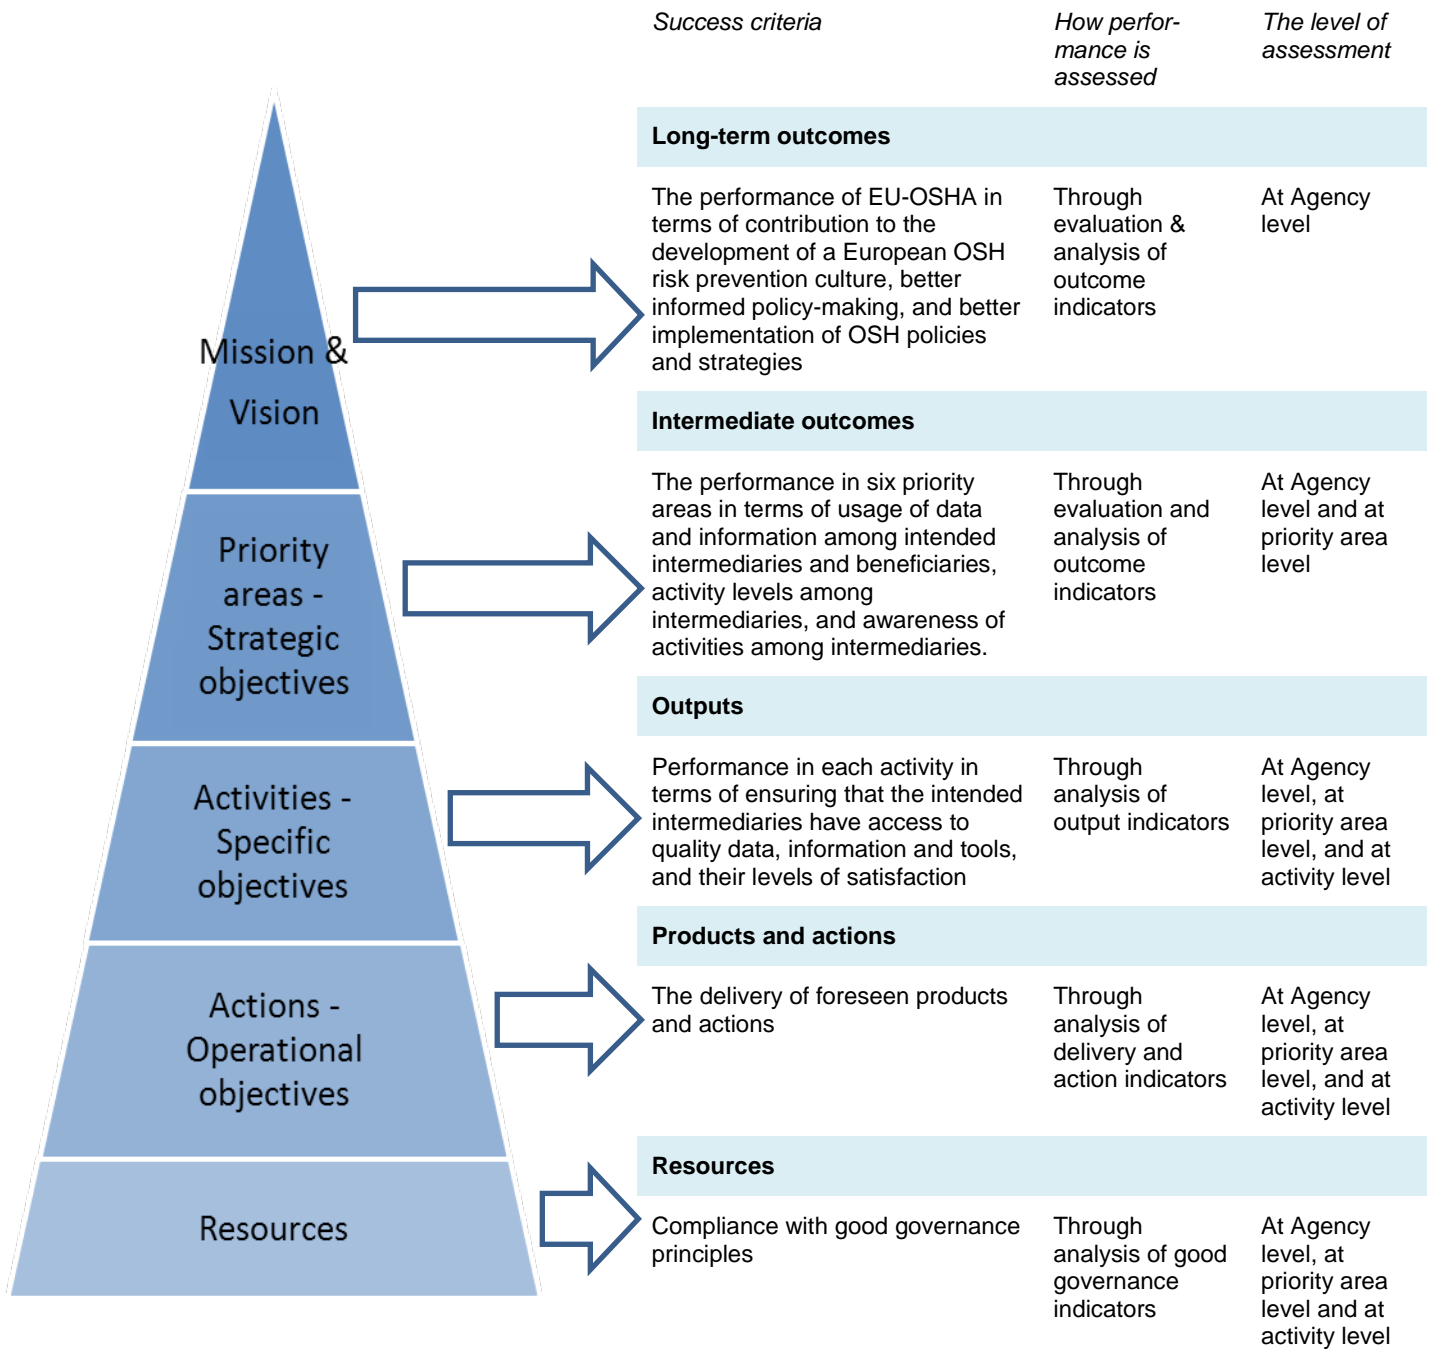 Success criteria
How perfor-
mance is
assessed
The level of
assessment
Mission &
Vision
Priority
areas -
Strategic
objectives
Activities -
Specific
objectives
Actions -
Operational
objectives
Resources
Long-term outcomes
The performance of EU-OSHA in
terms of contribution to the
development of a European OSH
risk prevention culture, better
informed policy-making, and better
implementation of OSH policies
and strategies
Through
evaluation &
analysis of
outcome
indicators
At Agency
level
Intermediate outcomes
The performance in six priority
areas in terms of usage of data
and information among intended
intermediaries and beneficiaries,
activity levels among
intermediaries, and awareness of
activities among intermediaries.
Through
evaluation and
analysis of
outcome
indicators
At Agency
level and at
priority area
level
Outputs
Performance in each activity in
terms of ensuring that the intended
intermediaries have access to
quality data, information and tools,
and their levels of satisfaction
Through
analysis of
output indicators
At Agency
level, at
priority area
level, and at
activity level
Products and actions
The delivery of foreseen products
and actions
Through
analysis of
delivery and
action indicators
At Agency
level, at
priority area
level, and at
activity level
Resources
Compliance with good governance
principles
Through
analysis of good
governance
indicators
At Agency
level, at
priority area
level and at
activity level